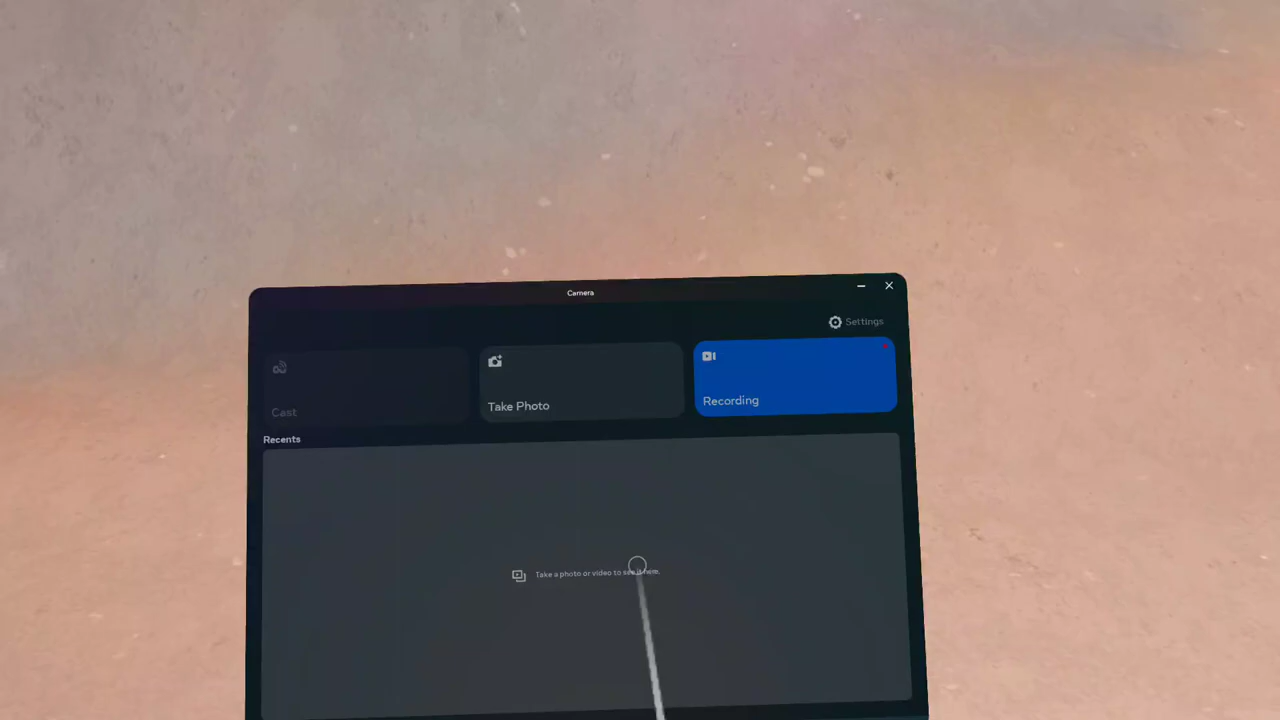 Camera
Settings
Cast
Take Photo
Recording
Recents
Take a photo or video to see it here.